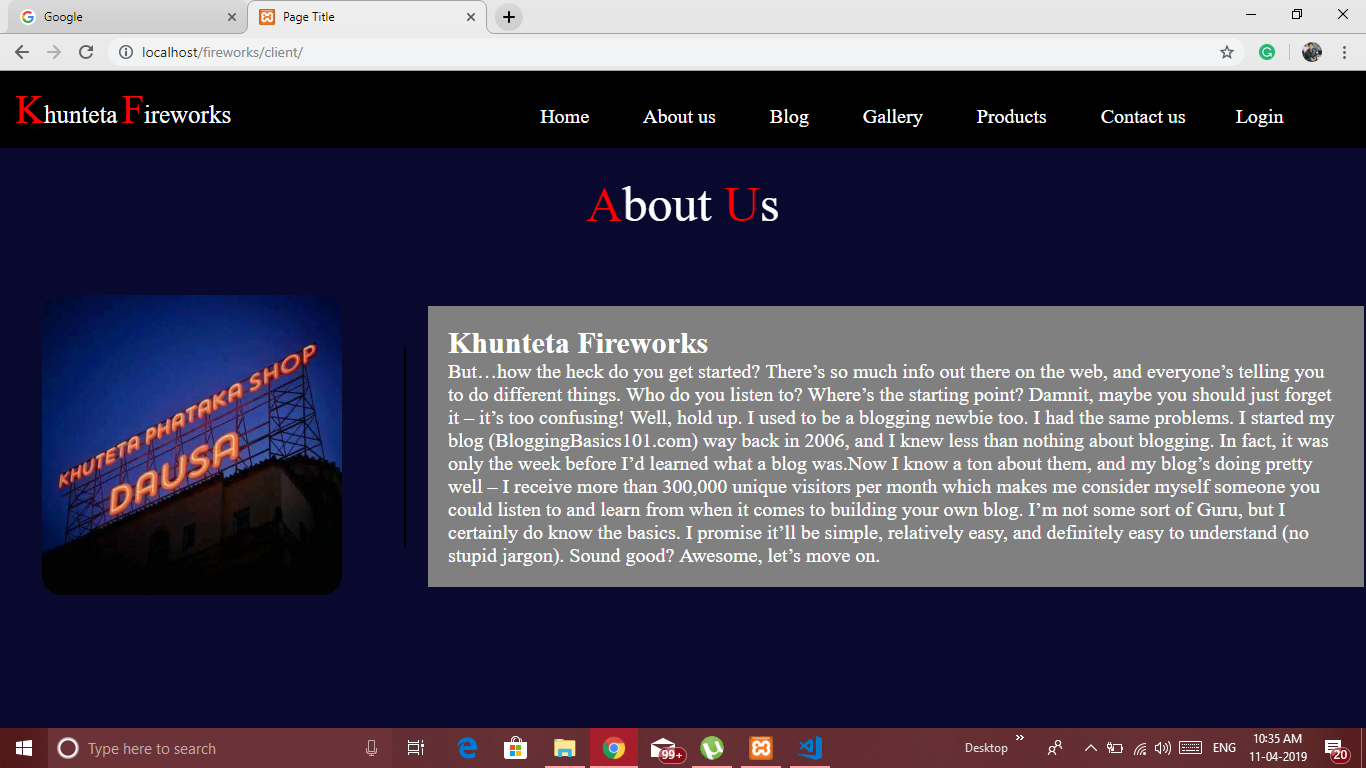 Google
Page Title
localhost/fireworks/client/
Khunteta Fireworks
Home About us Blog Gallery Products Contact us Login
About Us
KHUTETA PHATAKA SHOP
DAUSA
Khunteta Fireworks
But…how the heck do you get started? There’s so much info out there on the web, and everyone’s telling you
to do different things. Who do you listen to? Where’s the starting point? Damnit, maybe you should just forget
it – it’s too confusing! Well, hold up. I used to be a blogging newbie too. I had the same problems. I started my
blog (BloggingBasics101.com) way back in 2006, and I knew less than nothing about blogging. In fact, it was
only the week before I’d learned what a blog was.Now I know a ton about them, and my blog’s doing pretty
well – I receive more than 300,000 unique visitors per month which makes me consider myself someone you
could listen to and learn from when it comes to building your own blog. I’m not some sort of Guru, but I
certainly do know the basics. I promise it’ll be simple, relatively easy, and definitely easy to understand (no
stupid jargon). Sound good? Awesome, let’s move on.
Type here to search
99+
Desktop
ENG
10:35 AM
11-04-2019
20